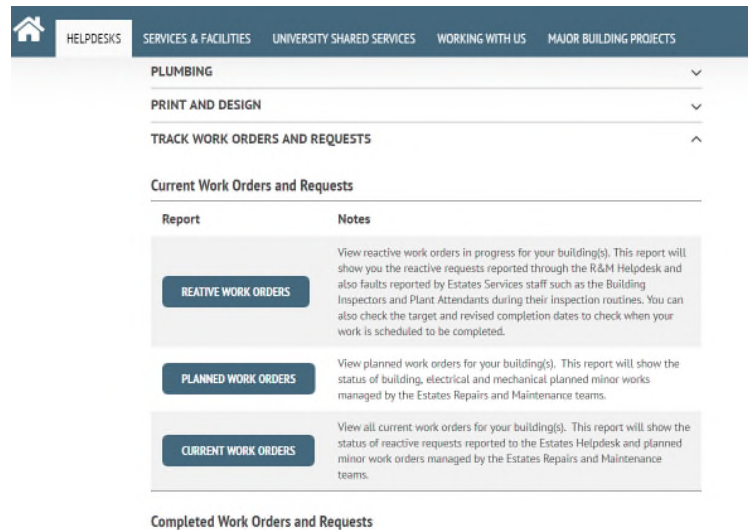 HELPDESKS SERVICES & FACILITIES UNIVERSITY SHARED SERVICES WORKING WITH US MAJOR BUILDING PROJECTS
PLUMBING
PRINT AND DESIGN
TRACK WORK ORDERS AND REQUESTS
Current Work Orders and Requests
Report Notes
REATIVE WORK ORDERS
View reactive work orders in progress for your building(s). This report will
show you the reactive requests reported through the R&M Helpdesk and
also faults reported by Estates Services staff such as the Building
Inspectors and Plant Attendants during their inspection routines. You can
also check the target and revised completion dates to check when your
work is scheduled to be completed.
PLANNED WORK ORDERS
View planned work orders for your building(s). This report will show the
status of building, electrical and mechanical planned minor works
managed by the Estates Repairs and Maintenance teams.
CURRENT WORK ORDERS
View all current work orders for your building(s). This report will show the
status of reactive requests reported to the Estates Helpdesk and planned
minor work orders managed by the Estates Repairs and Maintenance
teams.
Completed Work Orders and Requests